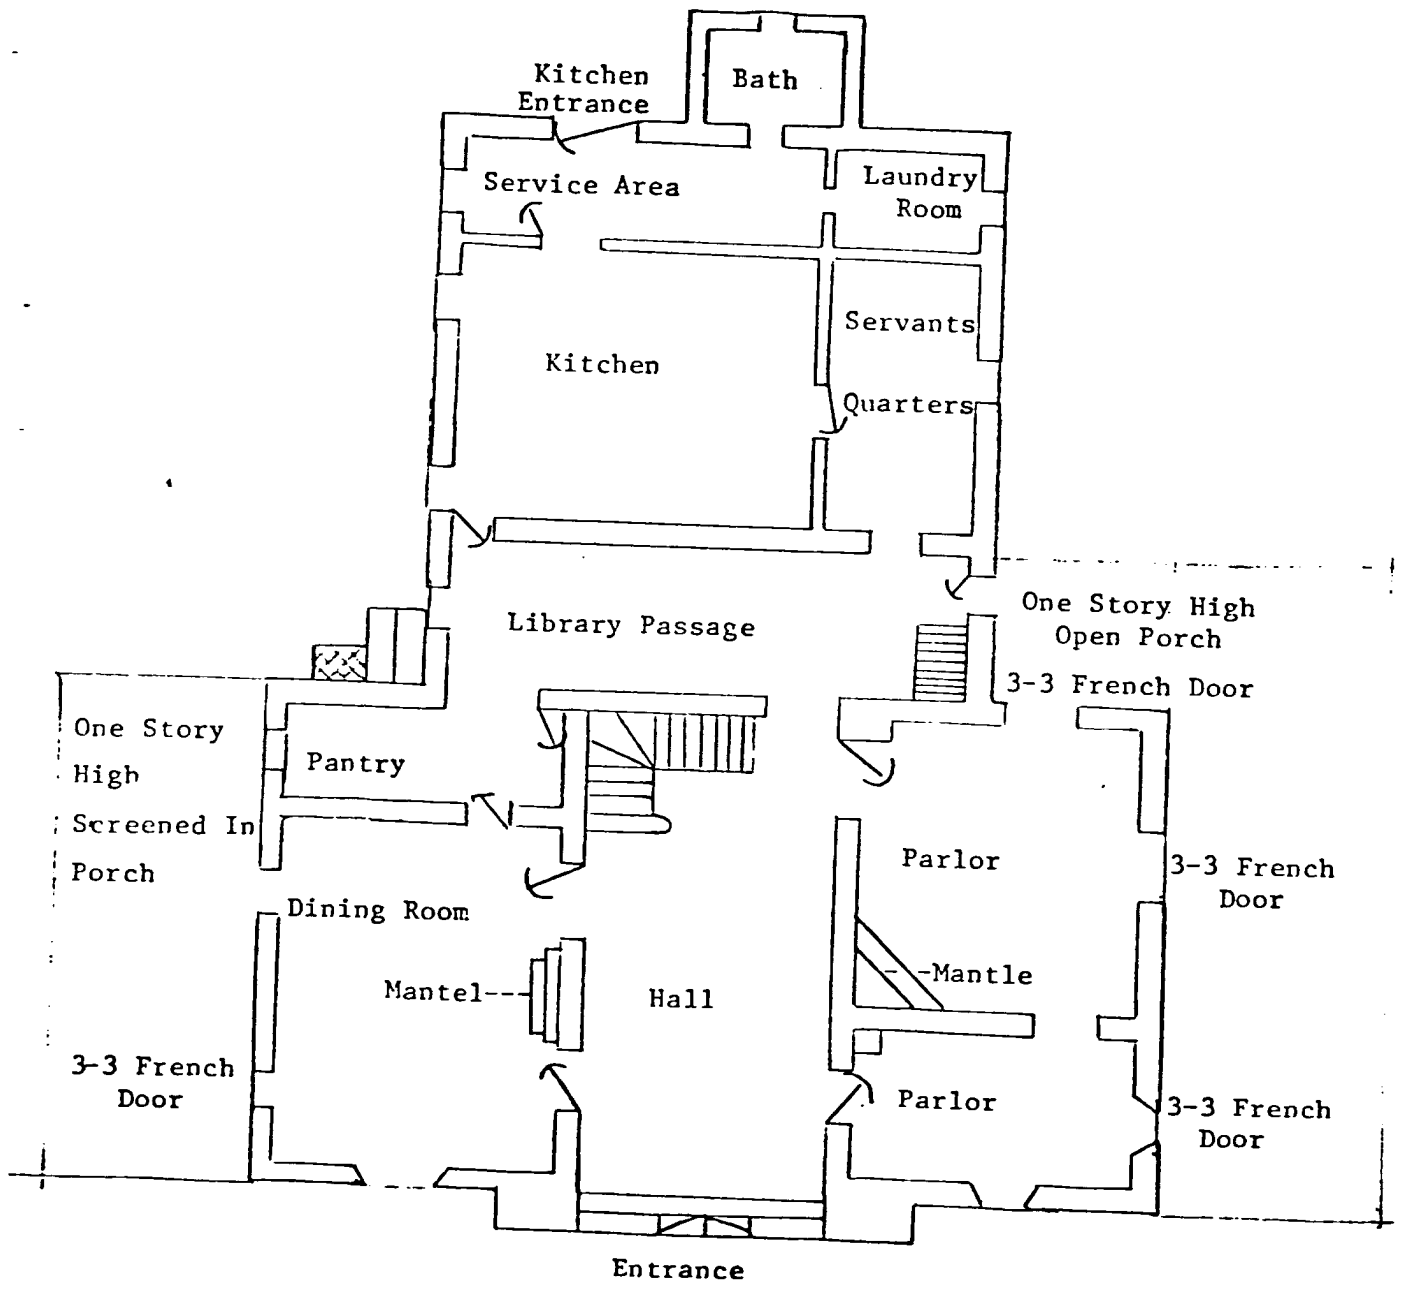 Kitchen
Entrance
Bath
Service Area
Laundry
Room
Kitchen
Servants
Quarters
Library Passage
One Story High
Open Porch
3-3 French Door
One Story
High
Screened In
Porch
Pantry
Dining Room
Parlor
3-3 French
Door
Mantel
Hall
Mantle
3-3 French
Door
Parlor
3-3 French
Door
Entrance